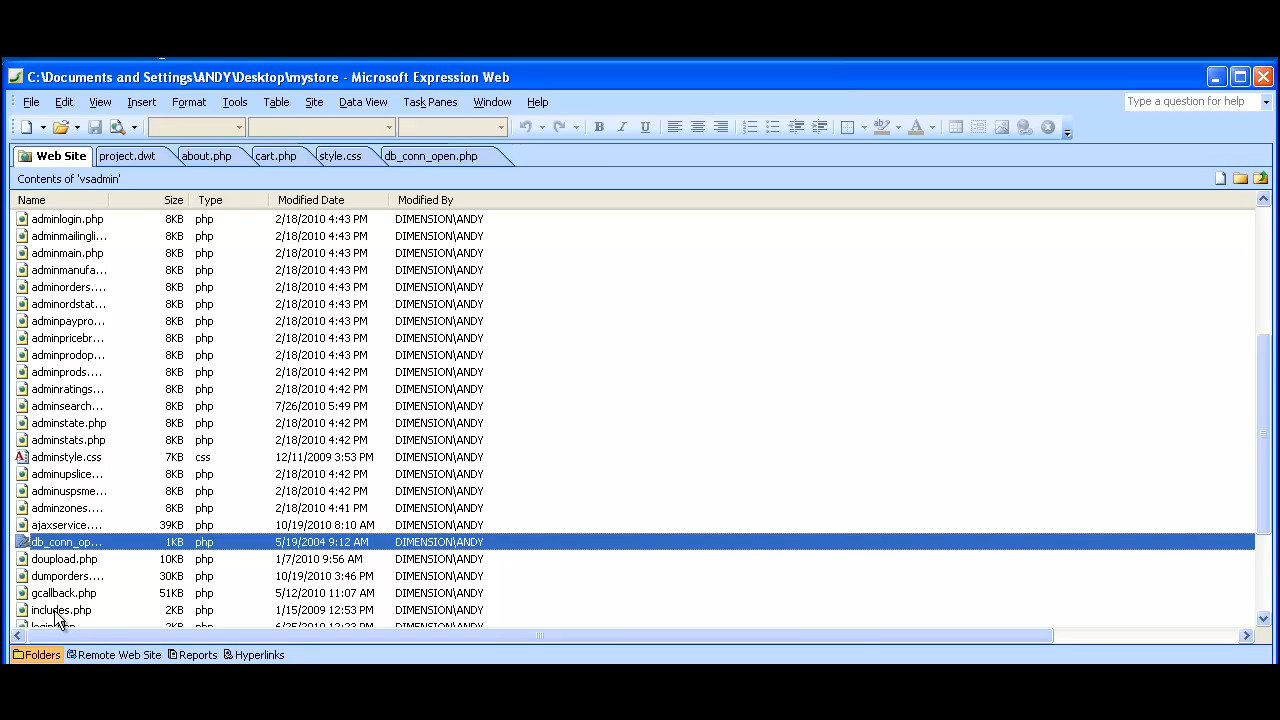 C:\Documents and Settings\ANDY\Desktop\mystore - Microsoft Expression Web
File Edit View Insert Format Tools Table Site Data View Task Panes Window Help Type a question for help
B I U A
Web Site project.dwt about.php cart.php style.css db_conn_open.php
Contents of 'vsadmin'
Name Size Type Modified Date Modified By
adminlogin.php 8KB php 2/18/2010 4:43 PM DIMENSION\ANDY
adminmailingli... 8KB php 2/18/2010 4:43 PM DIMENSION\ANDY
adminmain.php 8KB php 2/18/2010 4:43 PM DIMENSION\ANDY
adminmanufa... 8KB php 2/18/2010 4:43 PM DIMENSION\ANDY
adminorders.... 8KB php 2/18/2010 4:43 PM DIMENSION\ANDY
adminordstat... 8KB php 2/18/2010 4:43 PM DIMENSION\ANDY
adminpaypro... 8KB php 2/18/2010 4:43 PM DIMENSION\ANDY
adminpricebr... 8KB php 2/18/2010 4:43 PM DIMENSION\ANDY
adminprodop... 8KB php 2/18/2010 4:43 PM DIMENSION\ANDY
adminprods.... 8KB php 2/18/2010 4:42 PM DIMENSION\ANDY
adminratings... 8KB php 2/18/2010 4:42 PM DIMENSION\ANDY
adminsearch... 8KB php 7/26/2010 5:49 PM DIMENSION\ANDY
adminstate.php 8KB php 2/18/2010 4:42 PM DIMENSION\ANDY
adminstats.php 8KB php 2/18/2010 4:42 PM DIMENSION\ANDY
adminstyle.css 7KB css 12/11/2009 3:53 PM DIMENSION\ANDY
adminupslice... 8KB php 2/18/2010 4:42 PM DIMENSION\ANDY
adminuspsme... 8KB php 2/18/2010 4:42 PM DIMENSION\ANDY
adminzones.... 8KB php 2/18/2010 4:41 PM DIMENSION\ANDY
ajaxservice.... 39KB php 10/19/2010 8:10 AM DIMENSION\ANDY
db_conn_op... 1KB php 5/19/2004 9:12 AM DIMENSION\ANDY
doupload.php 10KB php 1/7/2010 9:56 AM DIMENSION\ANDY
dumporders.... 30KB php 10/19/2010 3:46 PM DIMENSION\ANDY
gcallback.php 51KB php 5/12/2010 11:07 AM DIMENSION\ANDY
includes.php 2KB php 1/15/2009 12:53 PM DIMENSION\ANDY
Folders Remote Web Site Reports Hyperlinks